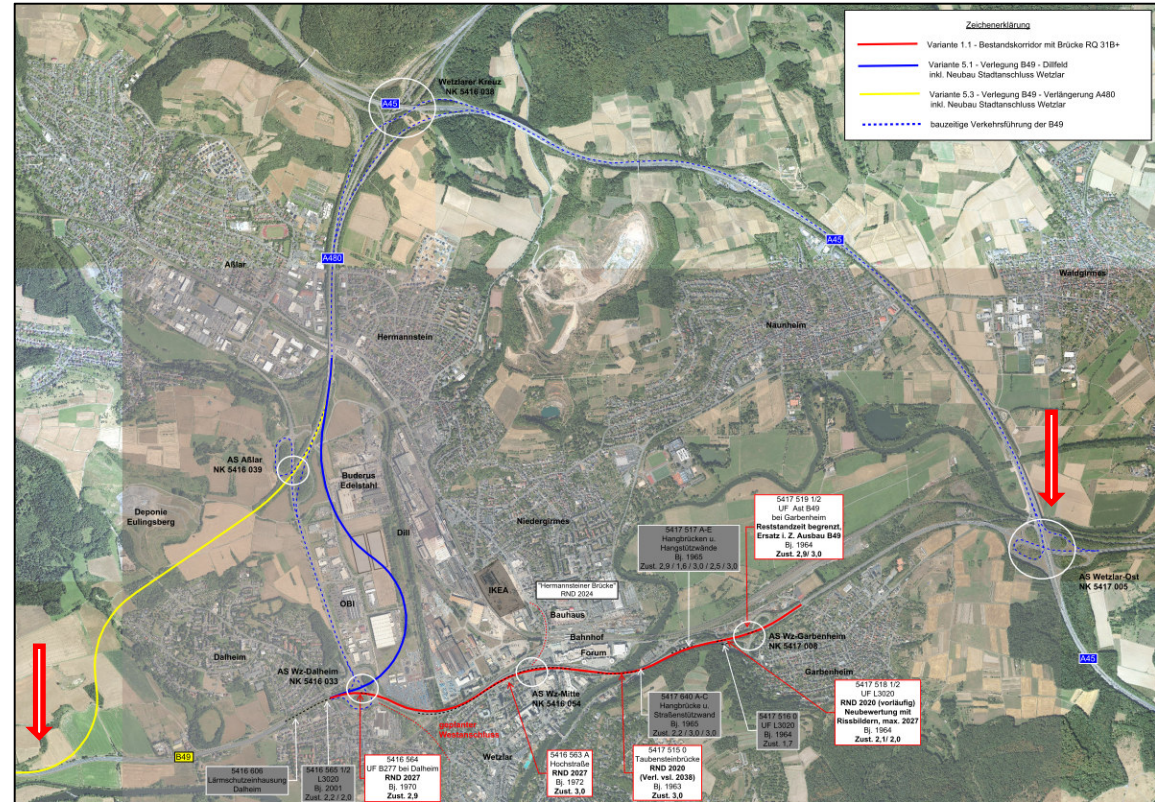 Zeichenerklärung
Variante 1.1 - Bestandskorridor mit Brücke RQ 31B+
Variante 5.1 - Verlegung B49 - Dillfeld
inkl. Neubau Stadtanschluss Wetzlar
Variante 5.3 - Verlegung B49 - Verlängerung A480
inkl. Neubau Stadtanschluss Wetzlar
bauzeitige Verkehrsführung der B49
Wetzlarer Kreuz
NK 5416 038
A45
A45
A480
Aßlar
Waldgirmes
Hermannstein
Naunheim
AS Aßlar
NK 5416 039
Buderus
Edelstahl
Deponie
Eulingsberg
Dill
Niedergirmes
5417 519 1/2
UF Ast B49
bei Garbenheim
Reststandzeit begrenzt,
Ersatz i. Z. Ausbau B49
Bj. 1964
Zust. 2,9/ 3,0
5417 517 A-E
Hangbrücken u.
Hangstützwände
Bj. 1965
Zust. 2,9 / 1,6 / 3,0 / 2,5 / 3,0
AS Wetzlar-Ost
NK 5417 005
IKEA
"Hermannsteiner Brücke"
RND 2024
OBI
Bauhaus
Bahnhof
Forum
AS Wz-Garbenheim
NK 5417 008
Garbenheim
A45
Dalheim
AS Wz-Dalheim
NK 5416 033
AS Wz-Mitte
NK 5416 054
geplanter
Westanschluss
Wetzlar
B49
5416 606
Lärmschutzeinhausung
Dalheim
5416 565 1/2
L3020
Bj. 2001
Zust. 2,2 / 2,0
5416 564
UF B277 bei Dalheim
RND 2027
Bj. 1970
Zust. 2,9
5416 563 A
Hochstraße
RND 2027
Bj. 1972
Zust. 3,0
5417 515 0
Taubensteinbrücke
RND 2020
(Verl. vsl. 2038)
Bj. 1963
Zust. 3,0
5417 640 A-C
Hangbrücke u.
Straßenstützwand
Bj. 1965
Zust. 2,2 / 3,0 / 3,0
5417 516 0
UF L3020
Bj. 1964
Zust. 1,7
5417 518 1/2
UF L3020
RND 2020 (vorläufig)
Neubewertung mit
Rissbildern, max. 2027
Bj. 1964
Zust. 2,1/ 2,0